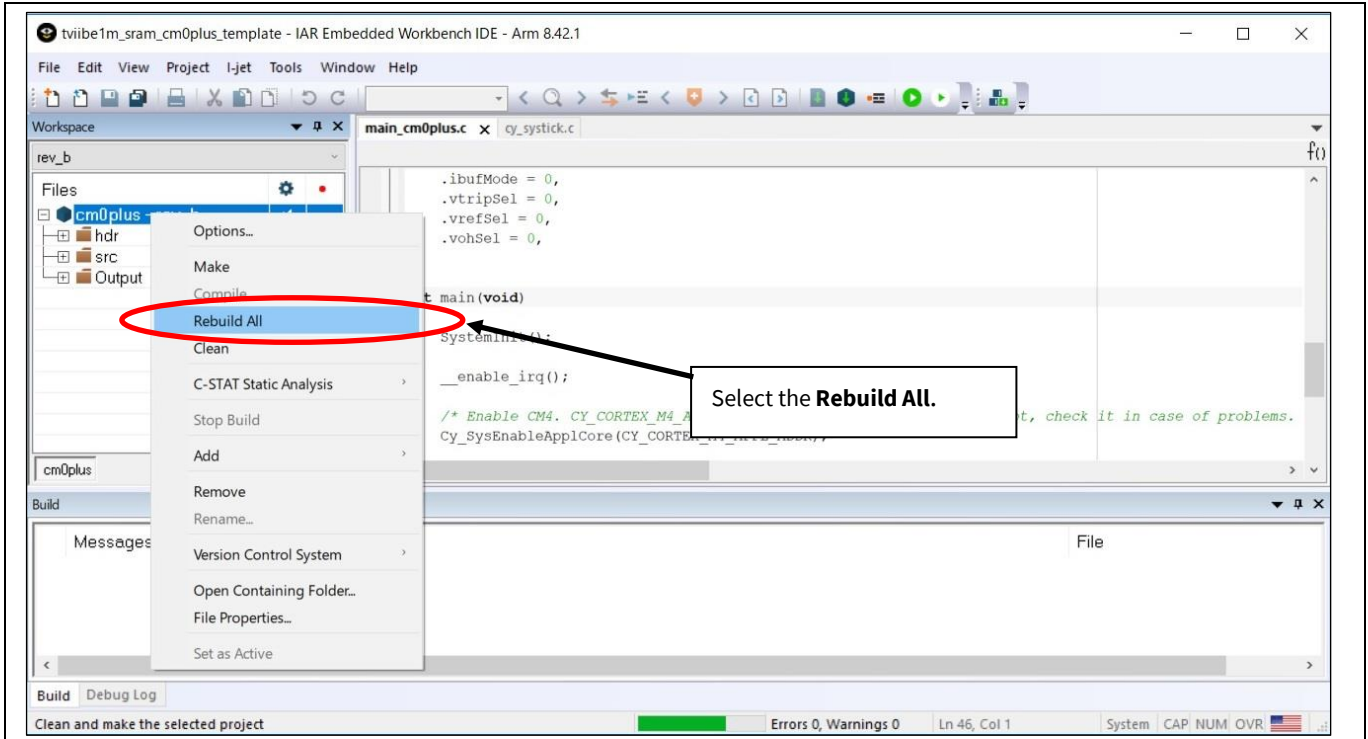 tviibe1m_sram_cm0plus_template - IAR Embedded Workbench IDE - Arm 8.42.1
File Edit View Project I-jet Tools Window Help
Workspace
main_cm0plus.c cy_systick.c
rev_b
f()
Files
cm0plus -
hdr
src
Output
.ibufMode = 0,
.vtripSel = 0,
.vrefSel = 0,
.vohSel = 0,
t main(void)
SystemInit();
__enable_irq();
/* Enable CM4. CY_CORTEX_M4_A t, check it in case of problems.
Cy_SysEnableApplCore(CY_CORTEX_M4_APPL_ADDR);
Options...
Make
Compile
Rebuild All
Clean
C-STAT Static Analysis
Stop Build
Add
Remove
Rename...
Version Control System
Open Containing Folder...
File Properties...
Set as Active
Select the Rebuild All.
cm0plus
Build
Messages File
Build Debug Log
Clean and make the selected project Errors 0, Warnings 0 Ln 46, Col 1 System CAP NUM OVR